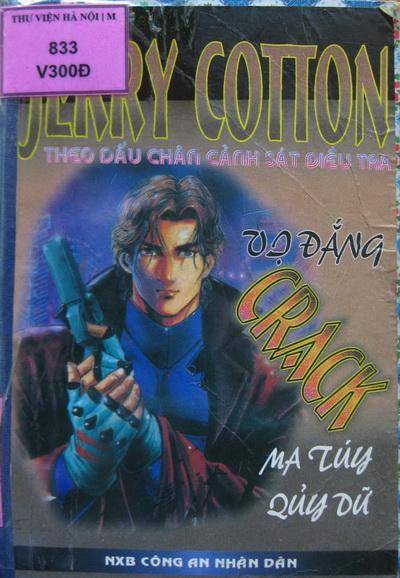 THƯ VIỆN HÀ NỘI | M
833
V300Đ
JERRY COTTON
THEO DẤU CHÂN CẢNH SÁT ĐIỀU TRA
VỊ ĐẮNG
CRACK
MA TÚY
QỦY DỮ
NXB CÔNG AN NHÂN DÂN